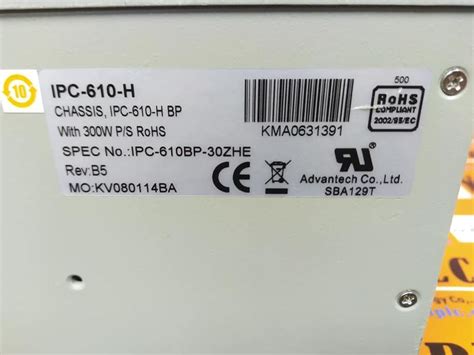 10
IPC-610-H
CHASSIS, IPC-610-H BP
With 300W P/S RoHS
SPEC No.:IPC-610BP-30ZHE
Rev:B5
MO:KV080114BA
KMA0631391
Advantech Co.,Ltd.
SBA129T
500
RoHS
COMPLIANT
2002/95/EC